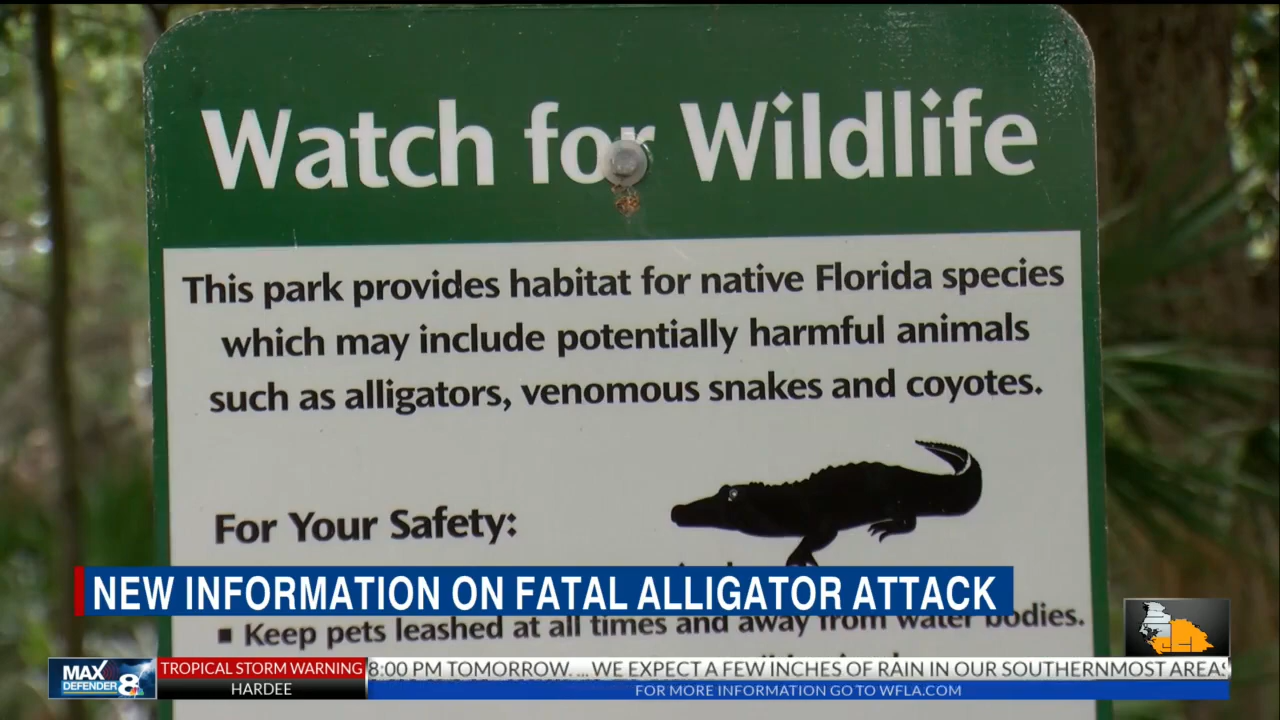 Watch for Wildlife
This park provides habitat for native Florida species
which may include potentially harmful animals
such as alligators, venomous snakes and coyotes.
For Your Safety:
NEW INFORMATION ON FATAL ALLIGATOR ATTACK
▪ Keep pets leashed at all times and away from water bodies.
MAX
DEFENDER 8
TROPICAL STORM WARNING
HARDEE
8:00 PM TOMORROW ... WE EXPECT A FEW INCHES OF RAIN IN OUR SOUTHERNMOST AREAS
FOR MORE INFORMATION GO TO WFLA.COM